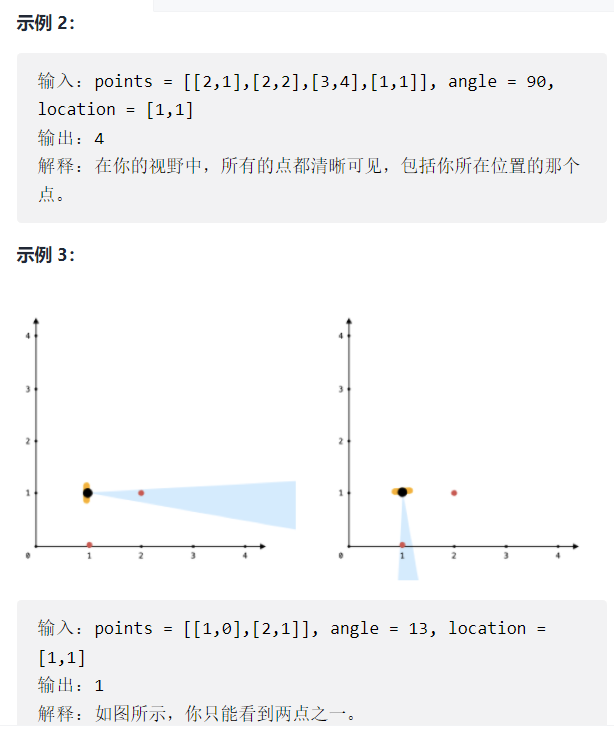 示例 2：
输入：points = [[2,1],[2,2],[3,4],[1,1]], angle = 90,
location = [1,1]
输出：4
解释：在你的视野中，所有的点都清晰可见，包括你所在位置的那个
点。
示例 3：
4
3
2
1
0 1 2 3 4
4
3
2
1
0 1 2 3 4
输入：points = [[1,0],[2,1]], angle = 13, location =
[1,1]
输出：1
解释：如图所示，你只能看到两点之一。